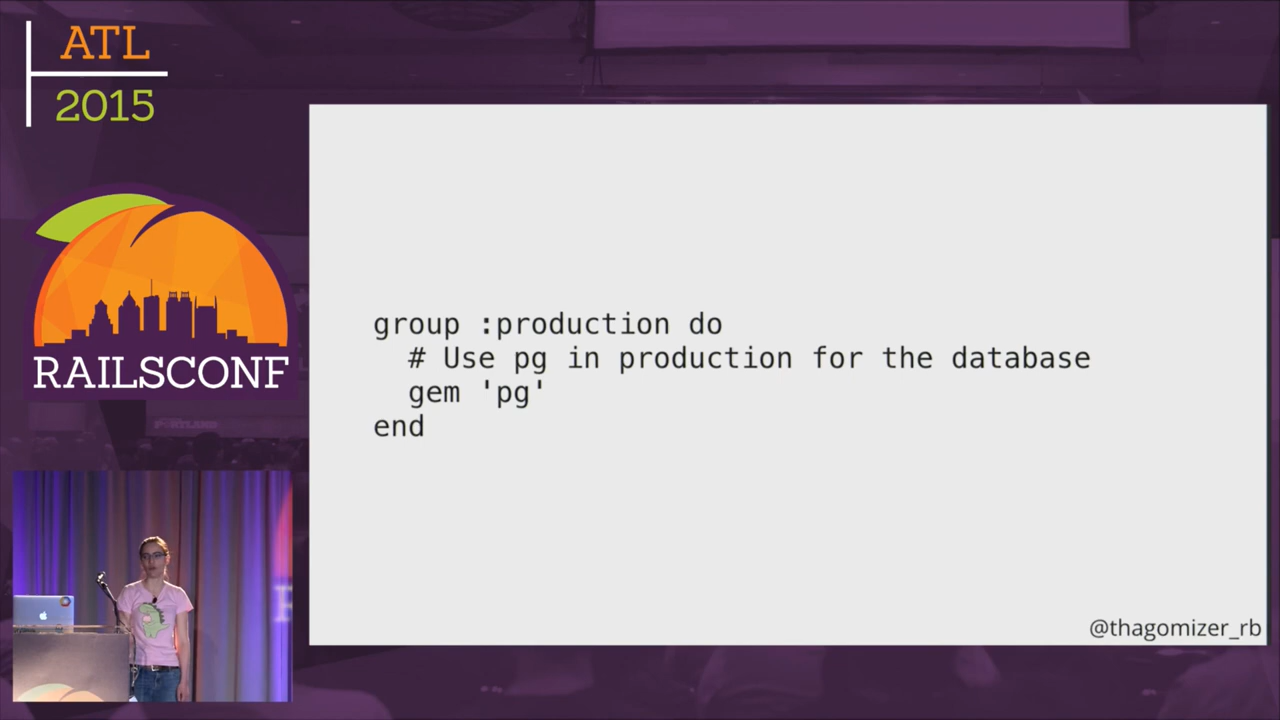 ATL
2015
RAILSCONF
group :production do
  # Use pg in production for the database
  gem 'pg'
end
@thagomizer_rb